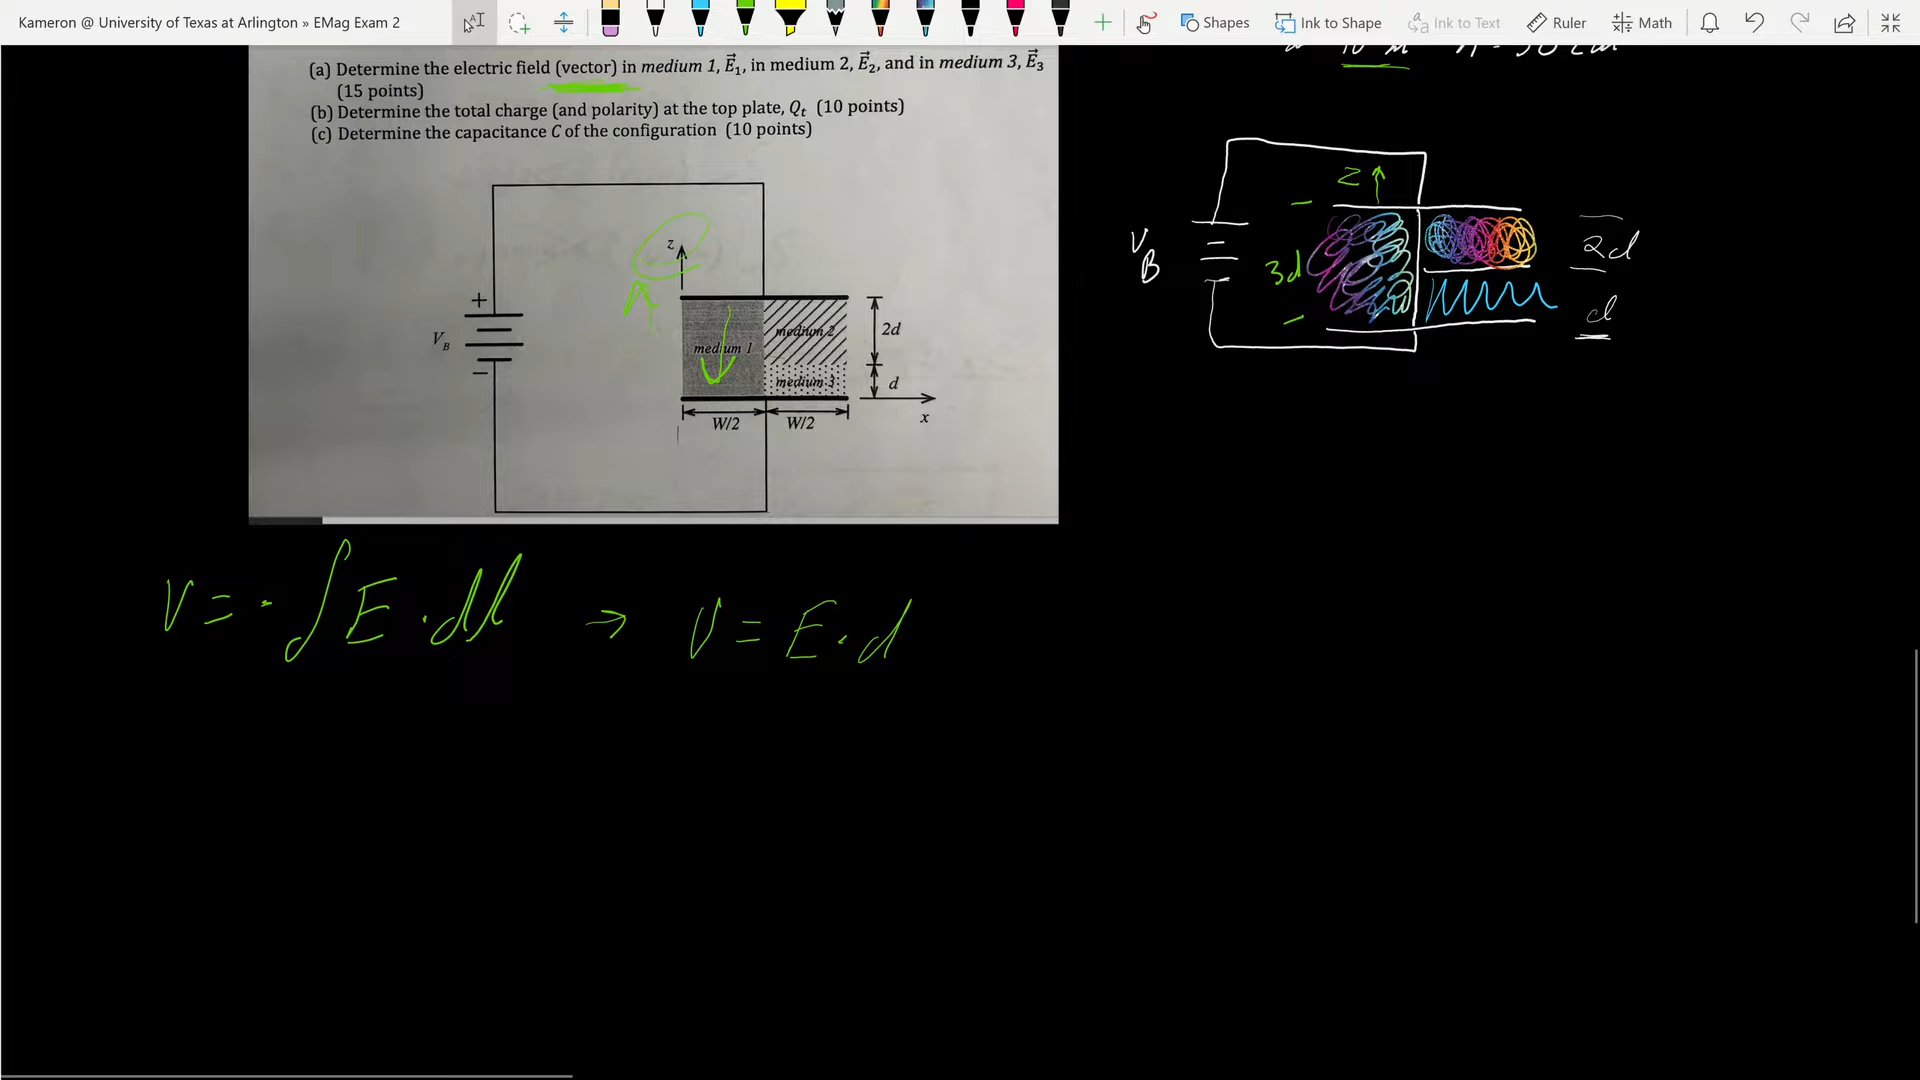 Kameron @ University of Texas at Arlington » EMag Exam 2
Shapes
Ink to Shape
Ink to Text
Ruler
Math
(a) Determine the electric field (vector) in medium 1, E⃗₁, in medium 2, E⃗₂, and in medium 3, E⃗₃
(15 points)
(b) Determine the total charge (and polarity) at the top plate, Qₜ (10 points)
(c) Determine the capacitance C of the configuration (10 points)
z
+
V_B
−
medium 1
medium 2
medium 3
2d
d
W/2
W/2
x
z
V_B
3d
2d
d
V = - ∫ E · dl → V = E · d